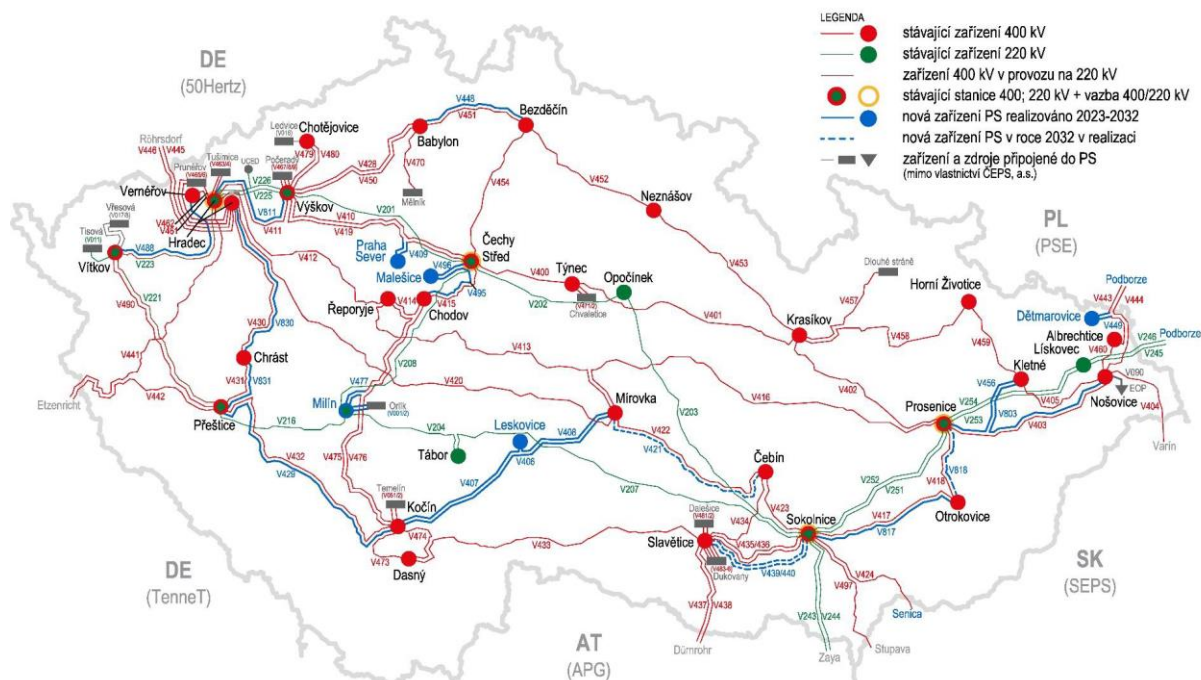 LEGENDA
stávající zařízení 400 kV
stávající zařízení 220 kV
zařízení 400 kV v provozu na 220 kV
stávající stanice 400; 220 kV + vazba 400/220 kV
nová zařízení PS realizováno 2023-2032
nová zařízení PS v roce 2032 v realizaci
zařízení a zdroje připojené do PS
(mimo vlastnictví ČEPS, a.s.)
DE
(50Hertz)
V446
V451
Bezděčín
Babylon
Ledvice
Chotějovice
V479
V480
V428
V450
V470
Mělník
V454
V452
Neznášov
V453
Röhrsdorf
V446
V445
Tušimice
Prunéřov
UCED
Počerady
Vernéřov
V226
V225
V811
V411
Výškov
V410
V419
V201
Hradec
Vřesová
Tisová
V488
V223
Vítkov
V412
Praha
Sever
V409
Malešice
V496
V495
Čechy
Střed
V400
Týnec
Chvaletice
Opočínek
V202
V401
Řeporyje
V414
V415
Chodov
V208
V490
V221
V430
V830
Chrást
V431
V831
V441
V442
Etzenricht
Přeštice
V216
V432
V429
Milín
V477
Orlík
V413
V420
V204
Tábor
Leskovice
V406
V406
V407
Mírovka
V422
V421
V416
V203
V207
V475
V476
Temelín
Kočín
V474
V473
Dasný
V433
Krasíkov
V457
Dlouhé stráně
V458
V402
Horní Životice
V459
PL
(PSE)
Podborze
V443
V444
Dětmarovice
V449
Albrechtice
V460
Lískovec
V246
V245
Podborze
Kletné
V456
V254
V253
V405
V803
V403
V090
EOP
Nošovice
V404
Varín
Prosenice
V418
V816
Otrokovice
V252
V251
V417
V817
Čebín
V423
V434
Dalešice
Slavětice
V435/436
Dukovany
V439/440
Sokolnice
V437
V438
Dürnrohr
V243
V244
Zaya
V497
V424
Stupava
Senica
DE
(TenneT)
AT
(APG)
SK
(SEPS)